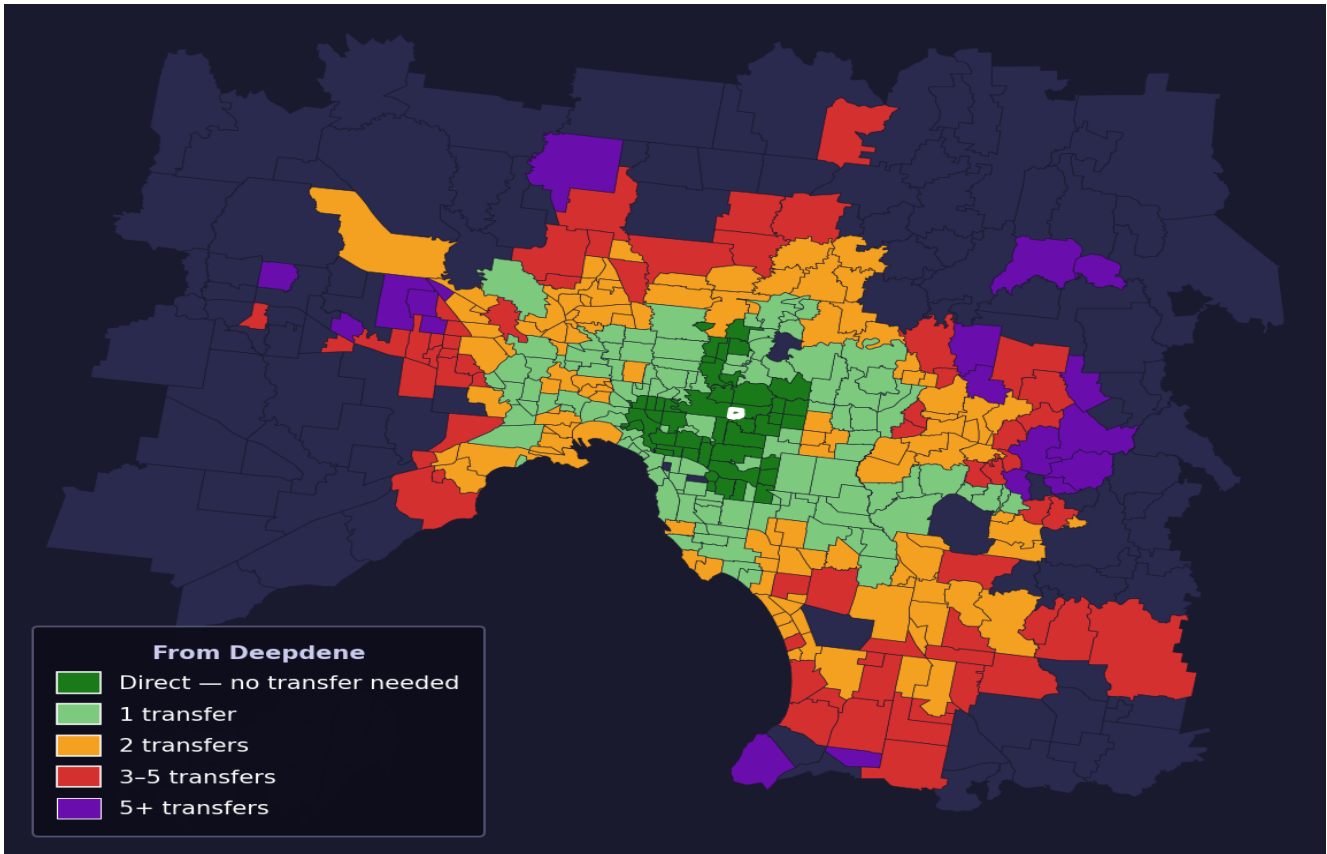 From Deepdene
Direct — no transfer needed
1 transfer
2 transfers
3–5 transfers
5+ transfers